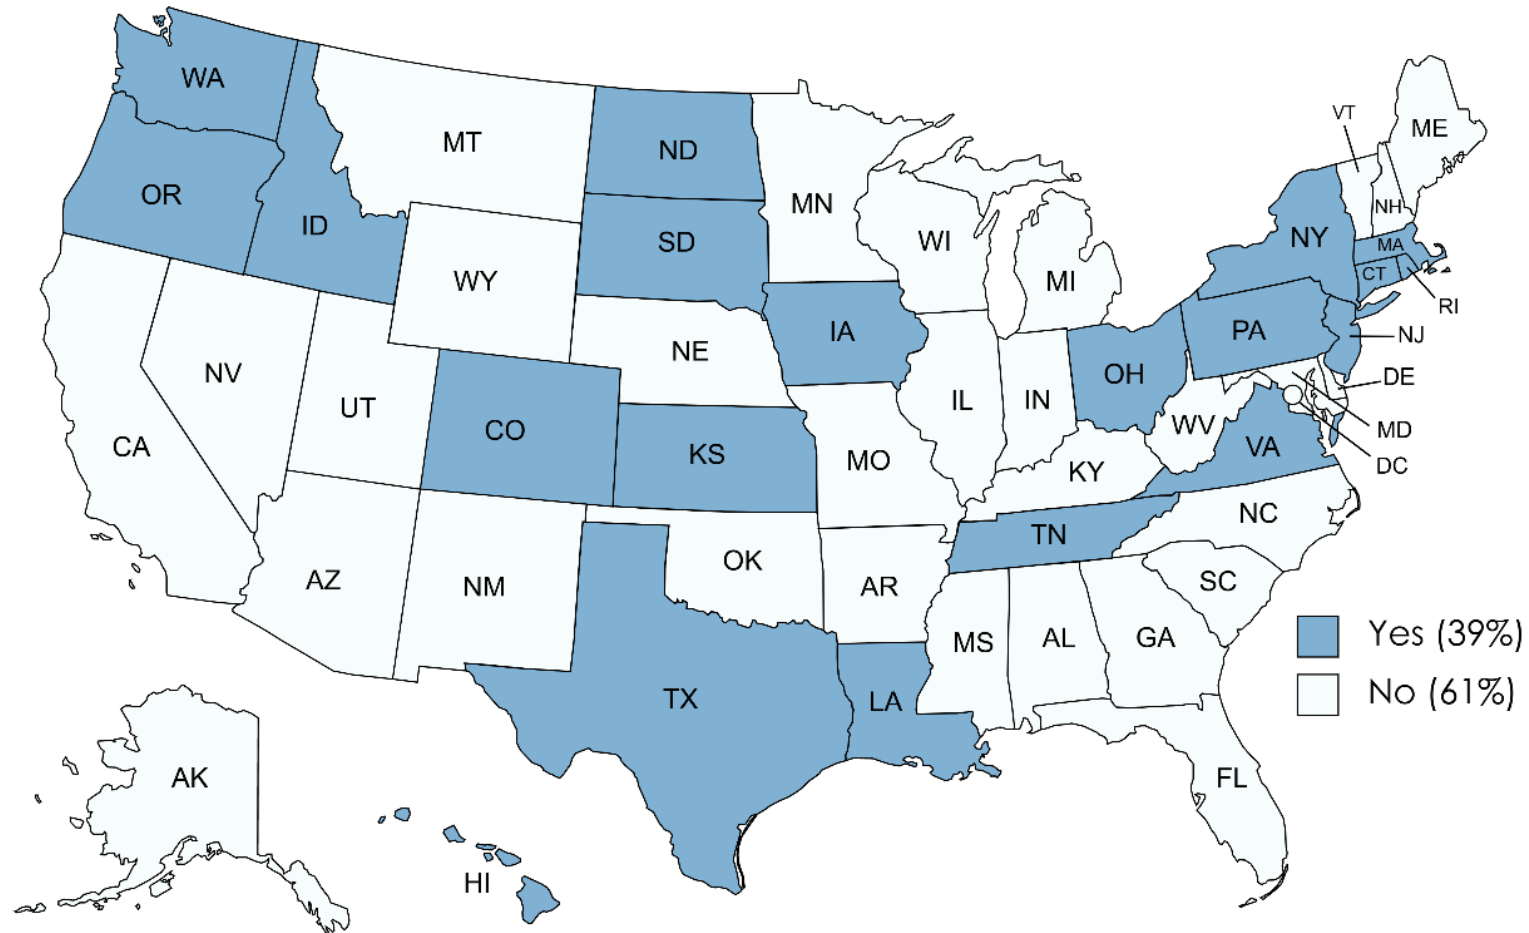 WA
MT
ND
MN
VT
ME
OR
ID
SD
WI
MI
NY
NH
MA
CT
RI
WY
IA
PA
NJ
NV
UT
NE
IL
IN
OH
DE
CA
CO
KS
MO
KY
WV
VA
MD
DC
AZ
NM
OK
AR
TN
NC
SC
MS
AL
GA
TX
LA
Yes (39%)
No (61%)
AK
HI
FL